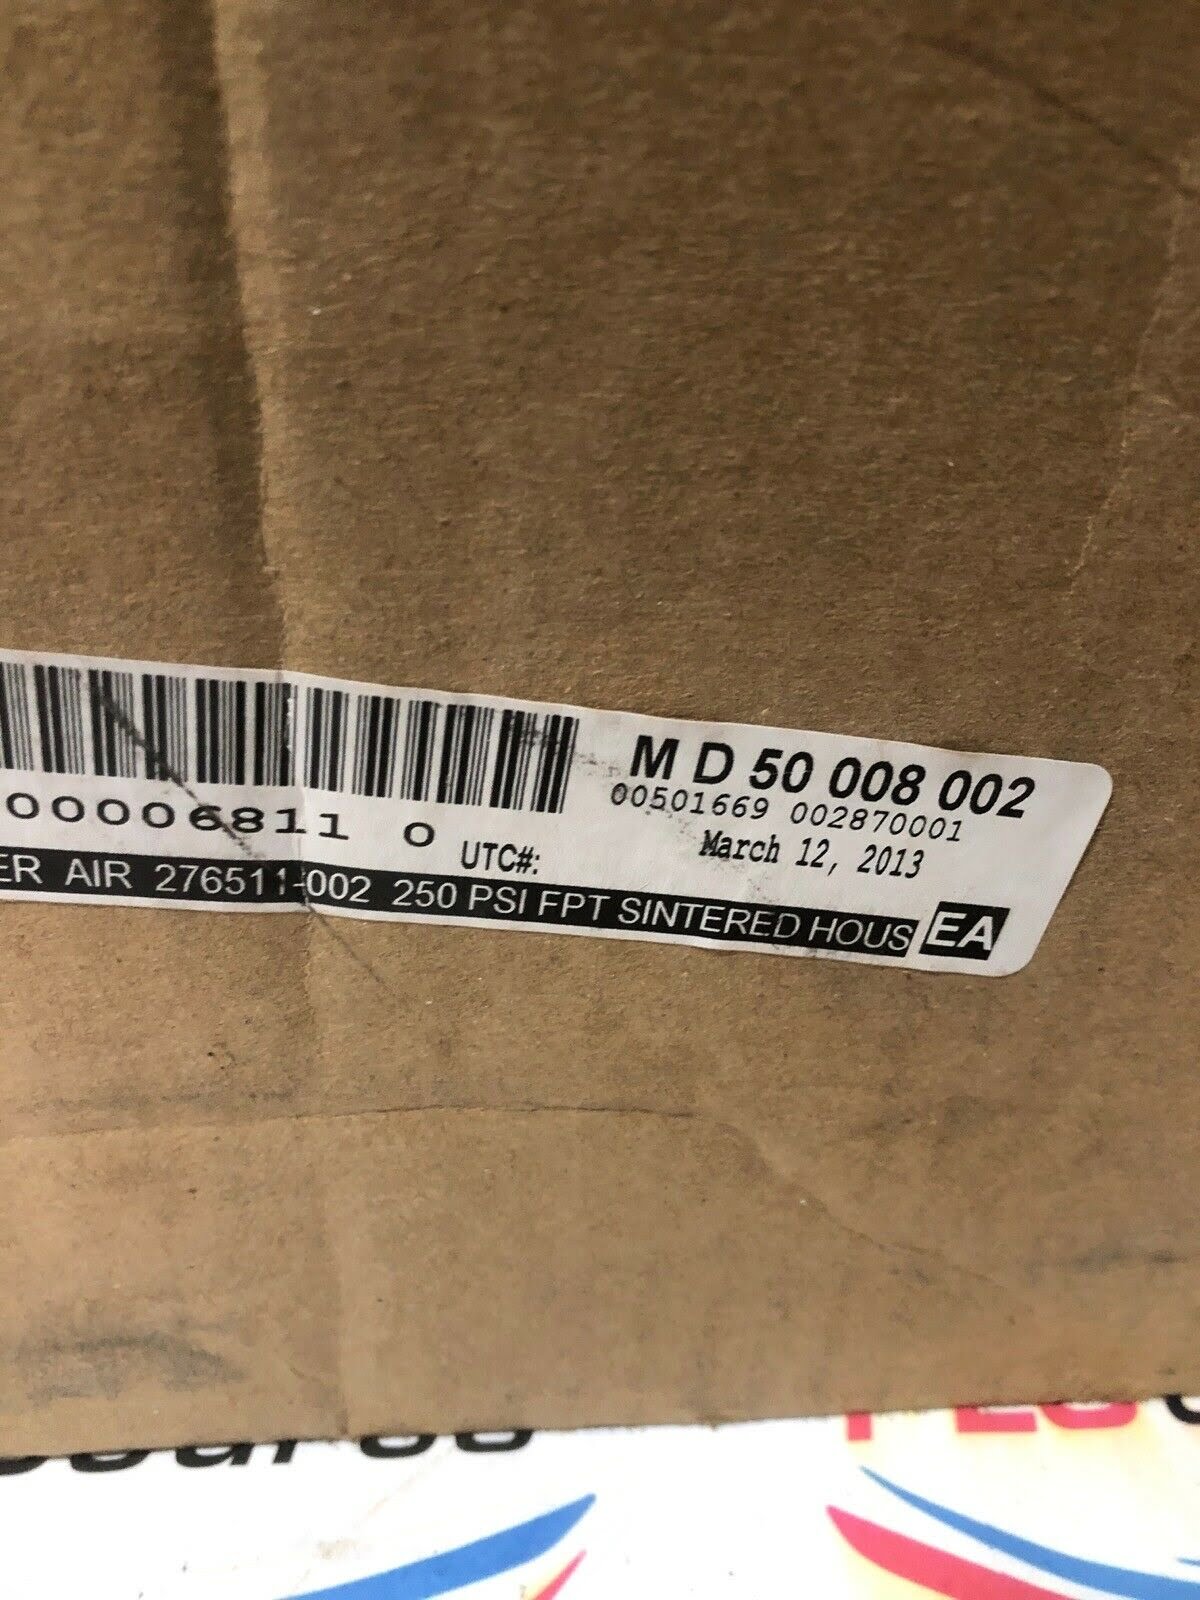 M D 50 008 002
00501669 002870001
March 12, 2013
00006811 0 UTC#:
ER AIR 276511-002 250 PSI FPT SINTERED HOUS EA